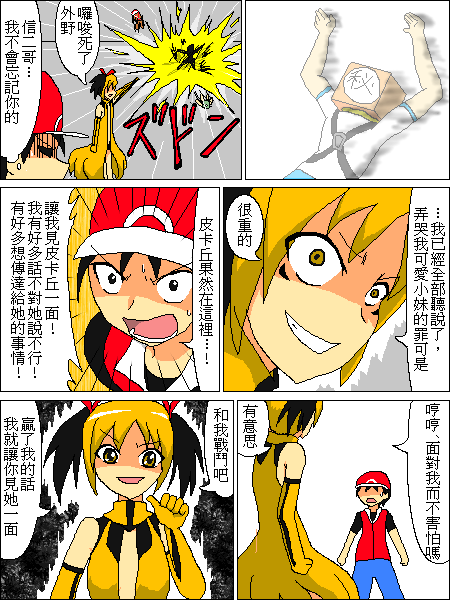 秘
囉唆死了
外野
ズドン
信二哥…
我不會忘記你的
…我已經全部聽說了，
弄哭我可愛小妹的罪可是
很重的
皮卡丘果然在這裡…！
讓我見皮卡丘一面！
我有好多話不對她說不行！
有好多想傳達給她的事情！
哼哼、面對我而不害怕嗎
有意思
和我戰鬥吧
贏了我的話
我就讓你見她一面